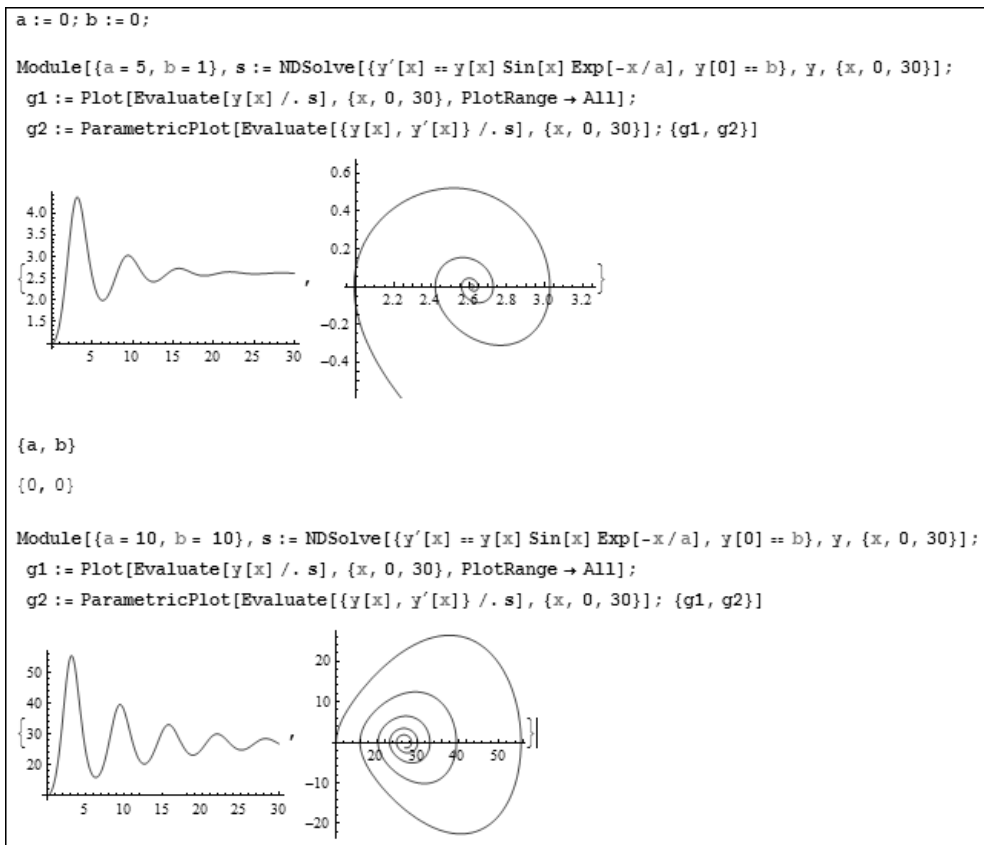 a := 0; b := 0;
Module[{a = 5, b = 1}, s := NDSolve[{y′[x] == y[x] Sin[x] Exp[-x/a], y[0] == b}, y, {x, 0, 30}];
g1 := Plot[Evaluate[y[x] /. s], {x, 0, 30}, PlotRange → All];
g2 := ParametricPlot[Evaluate[{y[x], y′[x]} /. s], {x, 0, 30}]; {g1, g2}]
{
4.0
3.5
3.0
2.5
2.0
1.5
5 10 15 20 25 30
,
0.6
0.4
0.2
2.2 2.4 2.6 2.8 3.0 3.2
-0.2
-0.4
}
{a, b}
{0, 0}
Module[{a = 10, b = 10}, s := NDSolve[{y′[x] == y[x] Sin[x] Exp[-x/a], y[0] == b}, y, {x, 0, 30}];
g1 := Plot[Evaluate[y[x] /. s], {x, 0, 30}, PlotRange → All];
g2 := ParametricPlot[Evaluate[{y[x], y′[x]} /. s], {x, 0, 30}]; {g1, g2}]
{
50
40
30
20
5 10 15 20 25 30
,
20
10
20 30 40 50
-10
-20
}